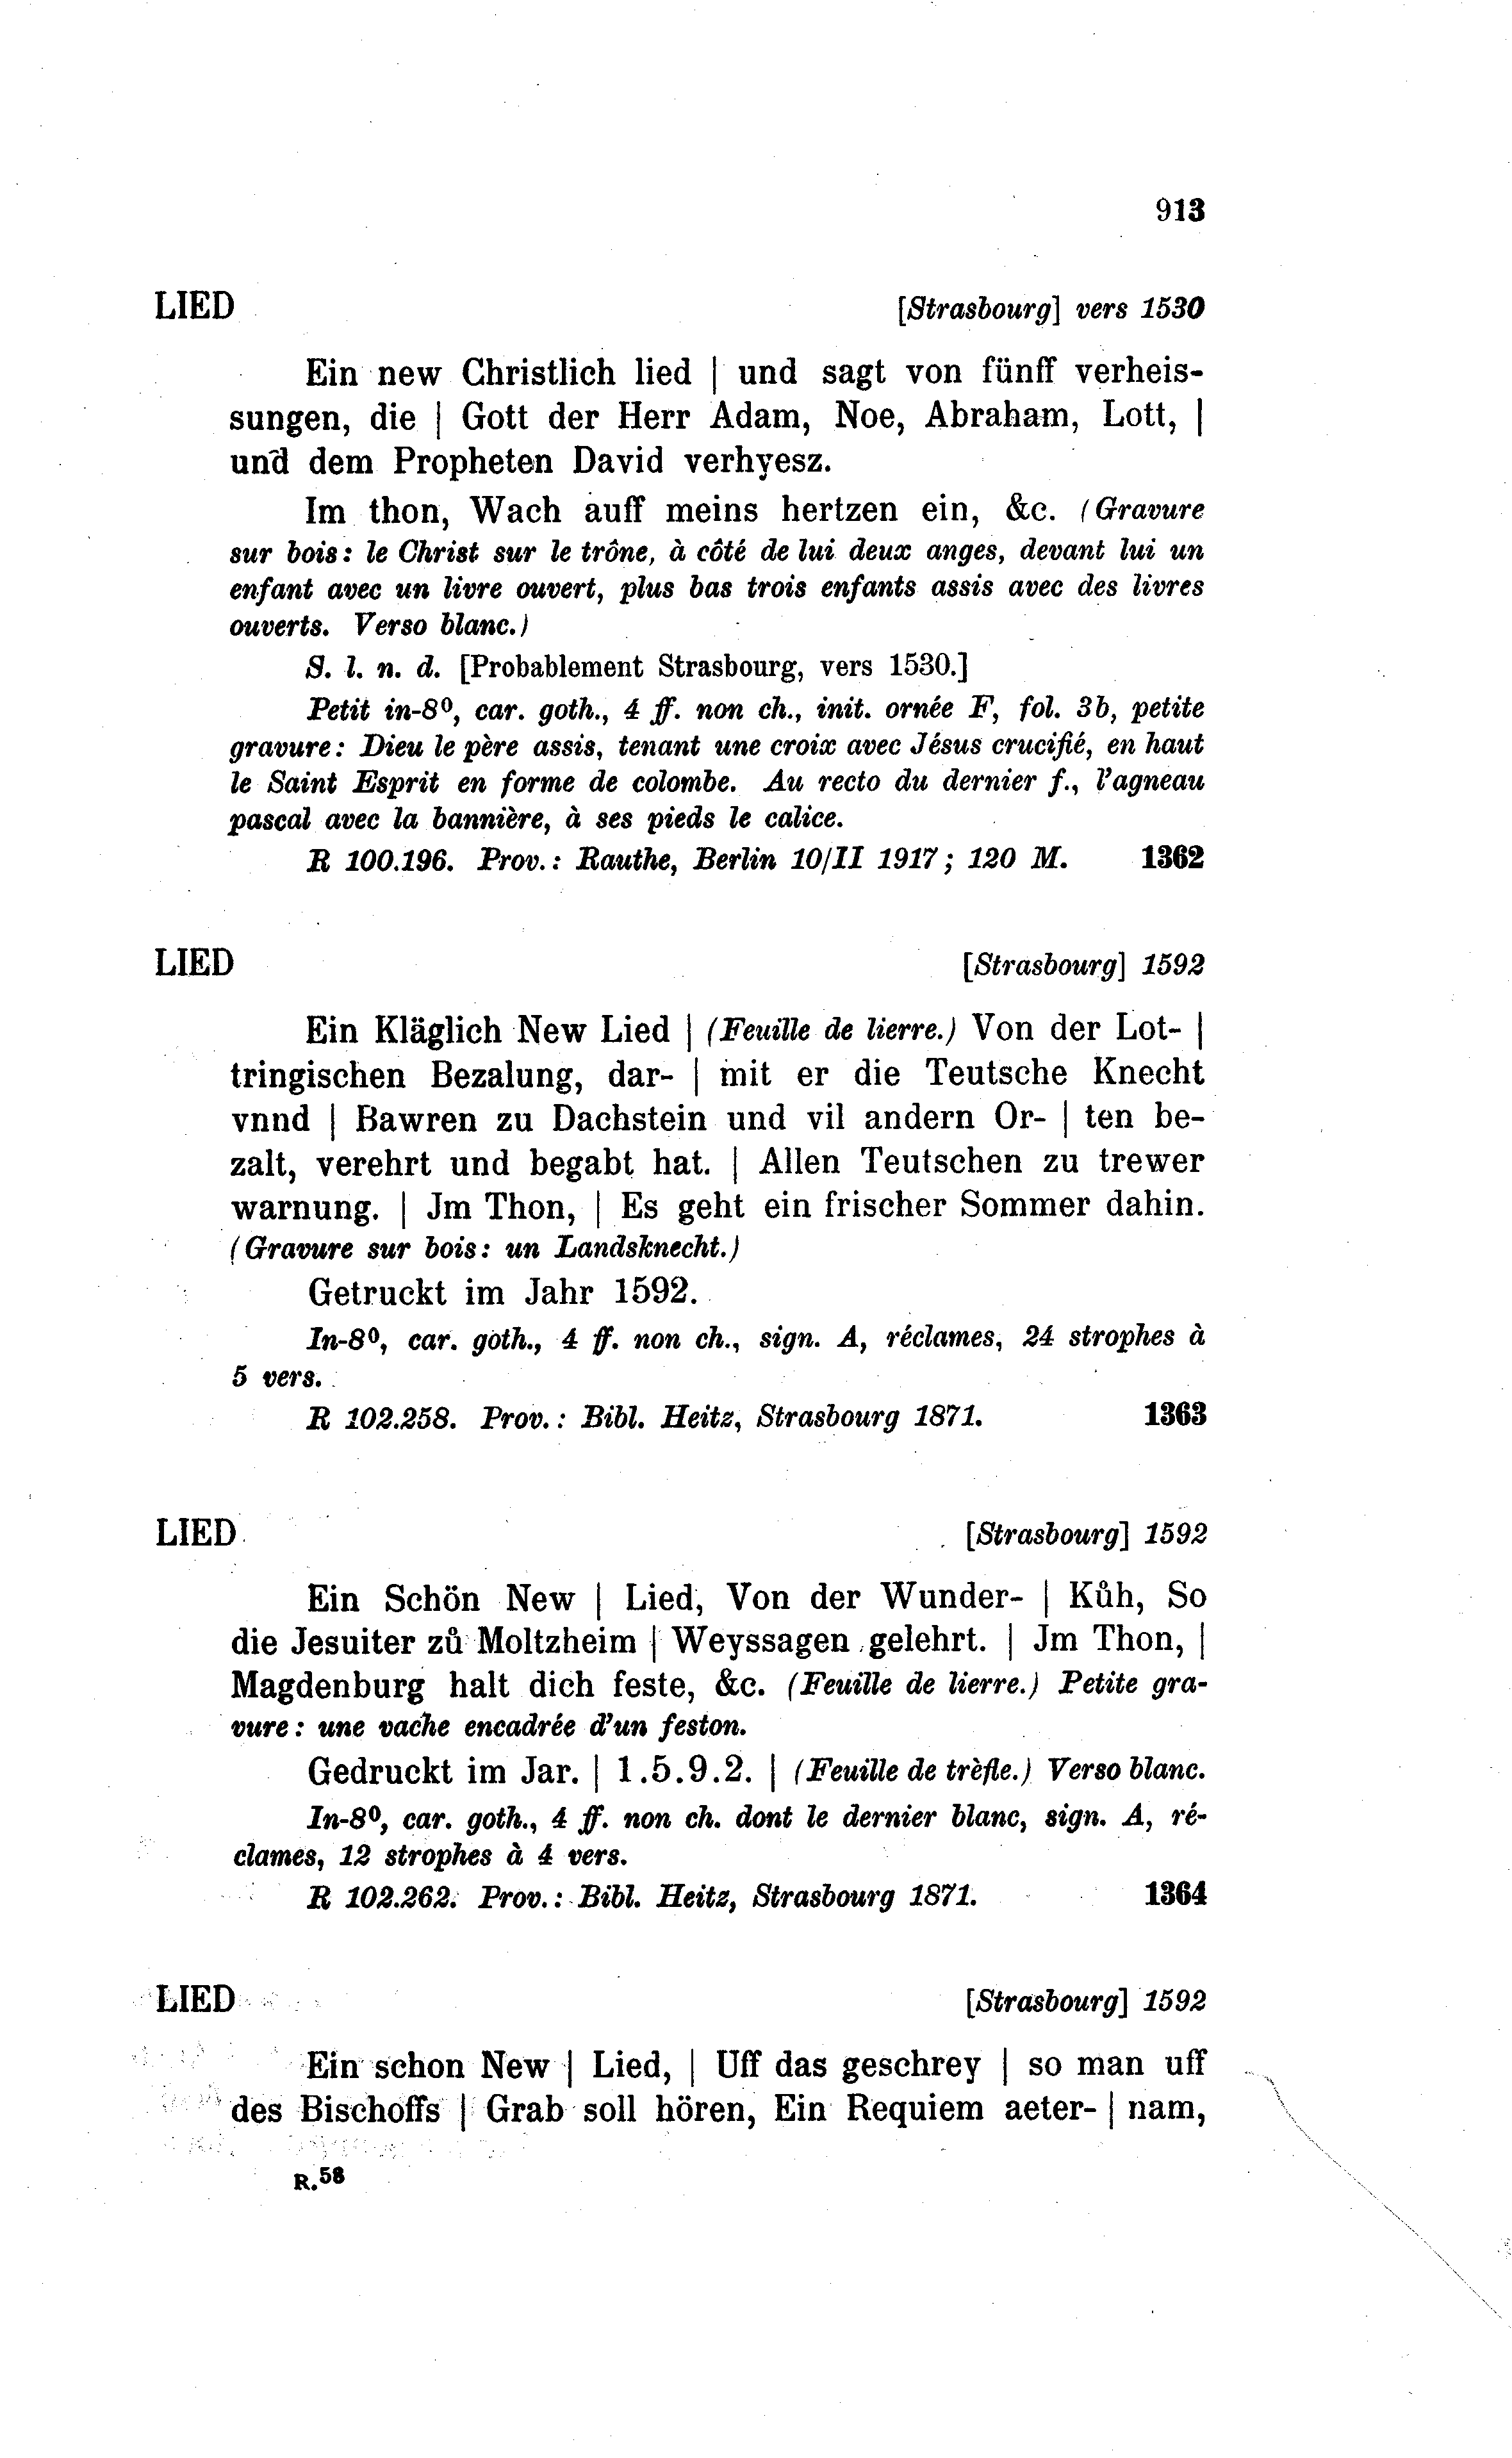 913
LIED [Strasbourg] vers 1530
Ein new Christlich lied | und sagt von fünff verheis-
sungen, die | Gott der Herr Adam, Noe, Abraham, Lott, |
und dem Propheten David verhyesz.
Im thon, Wach auff meins hertzen ein, &c. (Gravure
sur bois: le Christ sur le trône, à côté de lui deux anges, devant lui un
enfant avec un livre ouvert, plus bas trois enfants assis avec des livres
ouverts. Verso blanc.)
S. l. n. d. [Probablement Strasbourg, vers 1530.]
Petit in-8º, car. goth., 4 ff. non ch., init. ornée F, fol. 3b, petite
gravure: Dieu le père assis, tenant une croix avec Jésus crucifié, en haut
le Saint Esprit en forme de colombe. Au recto du dernier f., l'agneau
pascal avec la bannière, à ses pieds le calice.
R 100.196. Prov.: Rauthe, Berlin 10/II 1917; 120 M. 1362
LIED [Strasbourg] 1592
Ein Kläglich New Lied | (Feuille de lierre.) Von der Lot- |
tringischen Bezalung, dar- | mit er die Teutsche Knecht
vnnd | Bawren zu Dachstein und vil andern Or- | ten be-
zalt, verehrt und begabt hat. | Allen Teutschen zu trewer
warnung. | Jm Thon, | Es geht ein frischer Sommer dahin.
(Gravure sur bois: un Landsknecht.)
Getruckt im Jahr 1592.
In-8º, car. goth., 4 ff. non ch., sign. A, réclames, 24 strophes à
5 vers.
R 102.258. Prov.: Bibl. Heitz, Strasbourg 1871. 1363
LIED [Strasbourg] 1592
Ein Schön New | Lied, Von der Wunder- | Kůh, So
die Jesuiter zů Moltzheim | Weyssagen gelehrt. | Jm Thon, |
Magdenburg halt dich feste, &c. (Feuille de lierre.) Petite gra-
vure: une vache encadrée d'un feston.
Gedruckt im Jar. | 1.5.9.2. | (Feuille de trèfle.) Verso blanc.
In-8º, car. goth., 4 ff. non ch. dont le dernier blanc, sign. A, ré-
clames, 12 strophes à 4 vers.
R 102.262. Prov.: Bibl. Heitz, Strasbourg 1871. 1364
LIED [Strasbourg] 1592
Ein schon New | Lied, | Uff das geschrey | so man uff
des Bischoffs | Grab soll hören, Ein Requiem aeter- | nam,
R.58